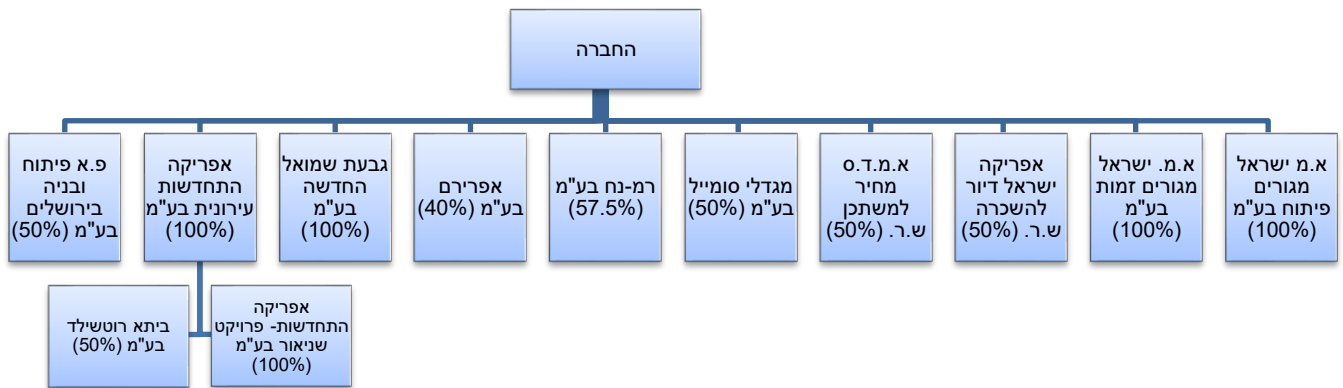 החברה
א.מ ישראל
מגורים
פיתוח בע"מ
(100%)
א.מ. ישראל
מגורים זמות
בע"מ
(100%)
אפריקה
ישראל דיור
להשכרה
ש.ר. (50%)
א.מ.ד.ס
מחיר
למשתכן
ש.ר. (50%)
מגדלי סומייל
בע"מ (50%)
רמ-נח בע"מ
(57.5%)
אפרירם
בע"מ (40%)
גבעת שמואל
החדשה
בע"מ
(100%)
אפריקה
התחדשות
עירונית בע"מ
(100%)
פ.א פיתוח
ובניה
בירושלים
בע"מ (50%)
אפריקה
התחדשות- פרויקט
שניאור בע"מ
(100%)
ביתא רוטשילד
בע"מ (50%)